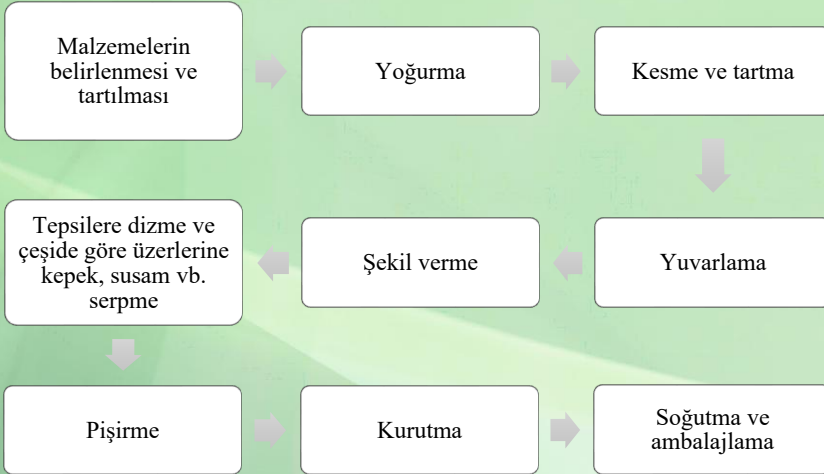 Malzemelerin
belirlenmesi ve
tartılması
Yoğurma
Kesme ve tartma
Yuvarlama
Şekil verme
Tepsilere dizme ve
çeşide göre üzerlerine
kepek, susam vb.
serpme
Pişirme
Kurutma
Soğutma ve
ambalajlama